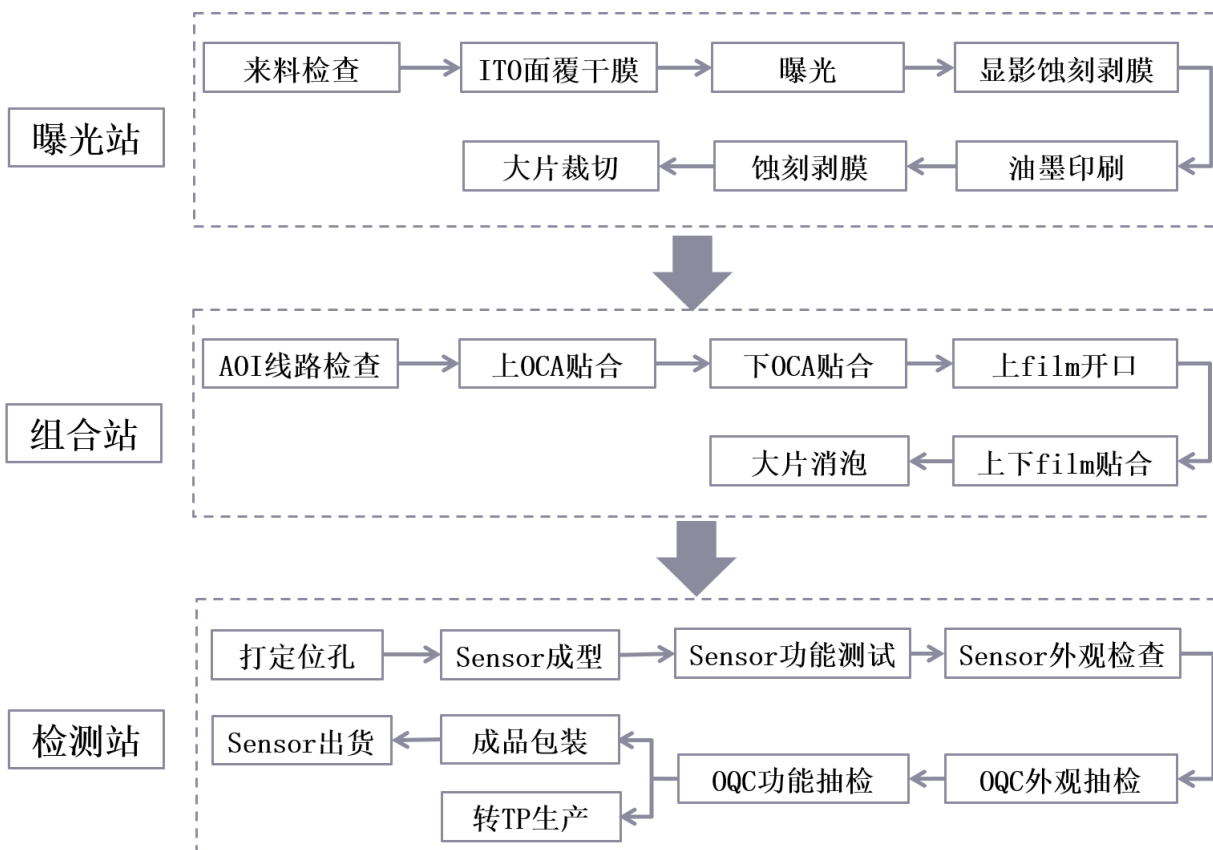 曝光站
来料检查
ITO面覆干膜
曝光
显影蚀刻剥膜
油墨印刷
蚀刻剥膜
大片裁切
组合站
AOI线路检查
上OCA贴合
下OCA贴合
上film开口
上下film贴合
大片消泡
检测站
打定位孔
Sensor成型
Sensor功能测试
Sensor外观检查
OQC外观抽检
OQC功能抽检
成品包装
Sensor出货
转TP生产